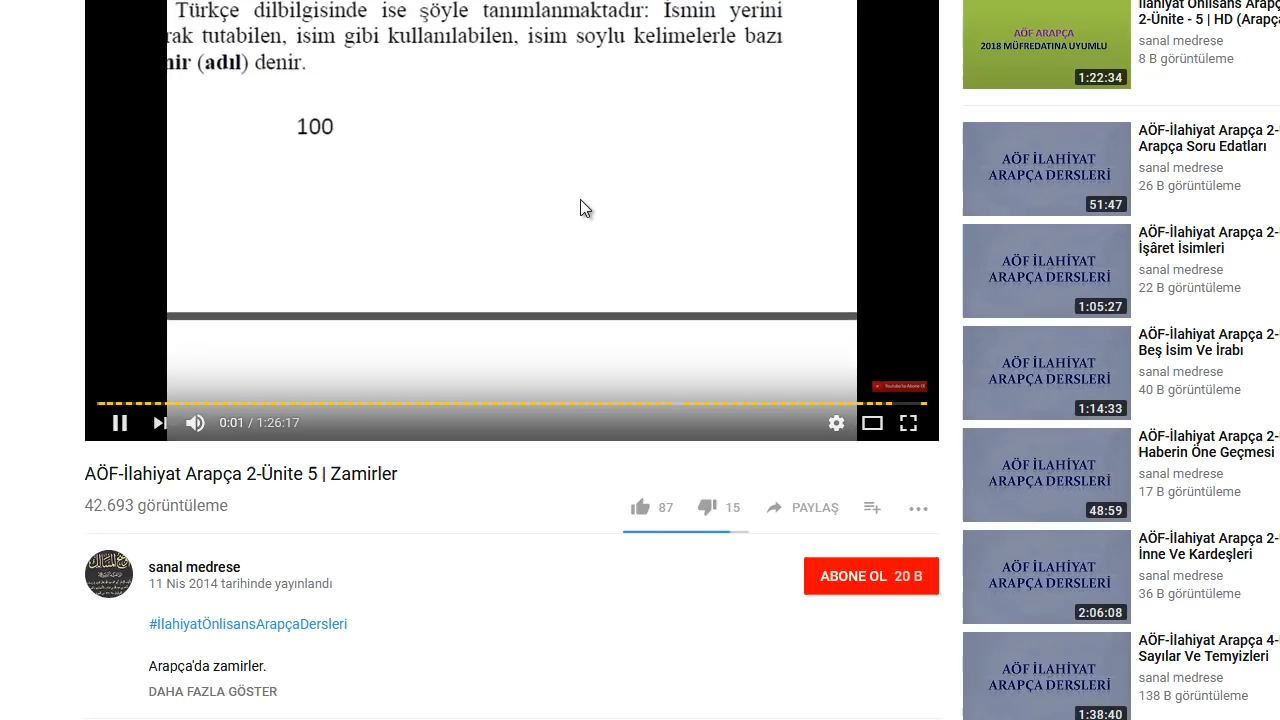 Türkçe dilbilgisinde ise şöyle tanımlanmaktadır: İsmin yerini
rak tutabilen, isim gibi kullanılabilen, isim soylu kelimelerle bazı
nir (adıl) denir.
100
0:01 / 1:26:17
AÖF-İlahiyat Arapça 2-Ünite 5 | Zamirler
42.693 görüntüleme
87 15 PAYLAŞ
sanal medrese
11 Nis 2014 tarihinde yayınlandı
ABONE OL 20 B
#İlahiyatÖnlisansArapçaDersleri
Arapça'da zamirler.
DAHA FAZLA GÖSTER
AÖF ARAPÇA
2018 MÜFREDATINA UYUMLU
1:22:34
İlahiyat Önlisans Arapç
2-Ünite - 5 | HD (Arapça
sanal medrese
8 B görüntüleme
AÖF İLAHİYAT
ARAPÇA DERSLERİ
51:47
AÖF-İlahiyat Arapça 2-
Arapça Soru Edatları
sanal medrese
26 B görüntüleme
AÖF İLAHİYAT
ARAPÇA DERSLERİ
1:05:27
AÖF-İlahiyat Arapça 2-
İşâret İsimleri
sanal medrese
22 B görüntüleme
AÖF İLAHİYAT
ARAPÇA DERSLERİ
1:14:33
AÖF-İlahiyat Arapça 2-
Beş İsim Ve İrabı
sanal medrese
40 B görüntüleme
AÖF İLAHİYAT
ARAPÇA DERSLERİ
48:59
AÖF-İlahiyat Arapça 2-
Haberin Öne Geçmesi
sanal medrese
17 B görüntüleme
AÖF İLAHİYAT
ARAPÇA DERSLERİ
2:06:08
AÖF-İlahiyat Arapça 2-
İnne Ve Kardeşleri
sanal medrese
36 B görüntüleme
AÖF İLAHİYAT
ARAPÇA DERSLERİ
1:38:40
AÖF-İlahiyat Arapça 4-
Sayılar Ve Temyizleri
sanal medrese
138 B görüntüleme